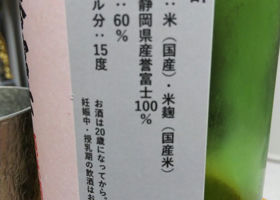 ：米（国産）・米麹（国産米）
静岡県産誉富士100%
：60%
ル分：15度
お酒は20歳になってから。
妊娠中・授乳期の飲酒はお